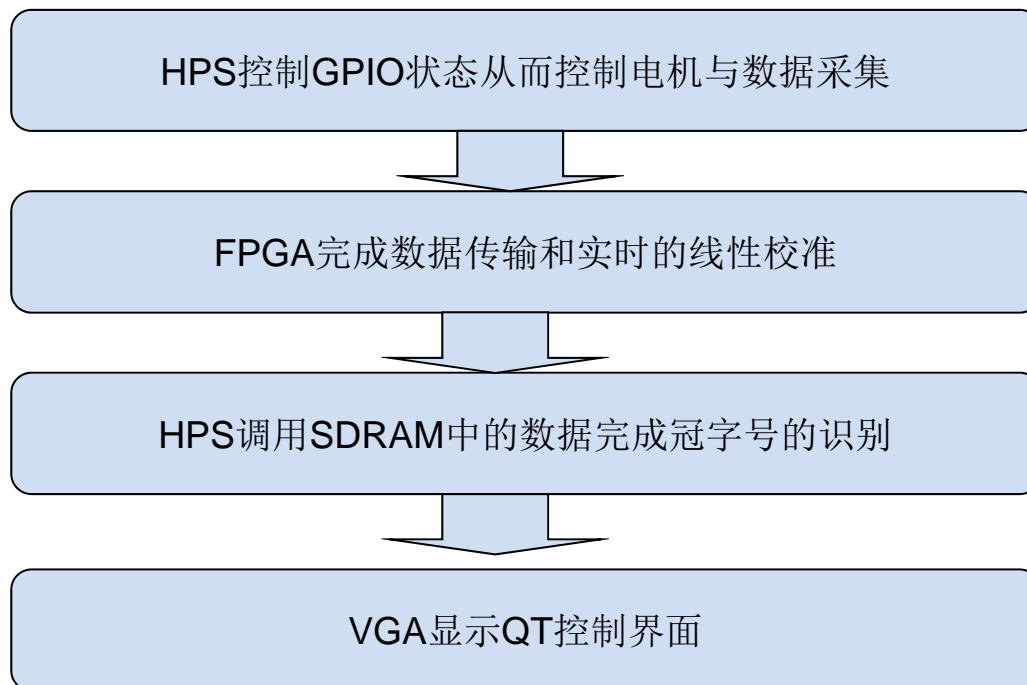 HPS控制GPIO状态从而控制电机与数据采集
FPGA完成数据传输和实时的线性校准
HPS调用SDRAM中的数据完成冠字号的识别
VGA显示QT控制界面